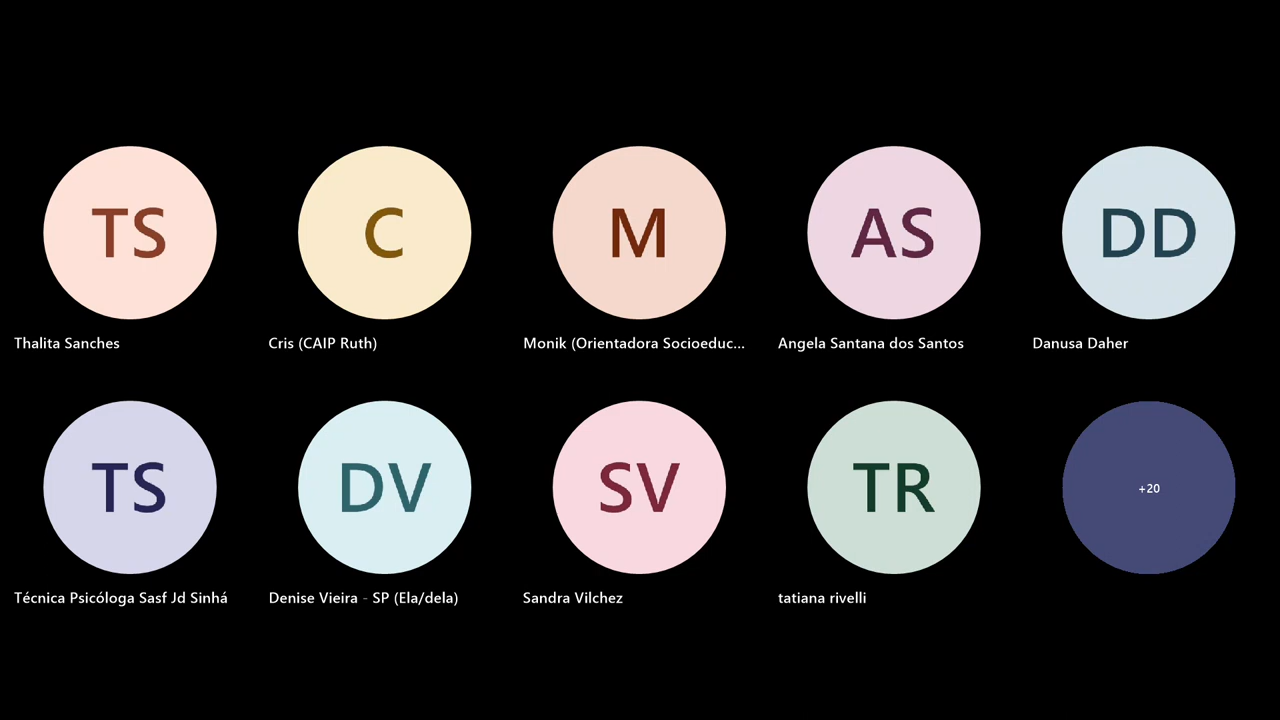 TS
C
M
AS
DD
Thalita Sanches
Cris (CAIP Ruth)
Monik (Orientadora Socioeduc...
Angela Santana dos Santos
Danusa Daher
TS
DV
SV
TR
+20
Técnica Psicóloga Sasf Jd Sinhá
Denise Vieira - SP (Ela/dela)
Sandra Vilchez
tatiana rivelli